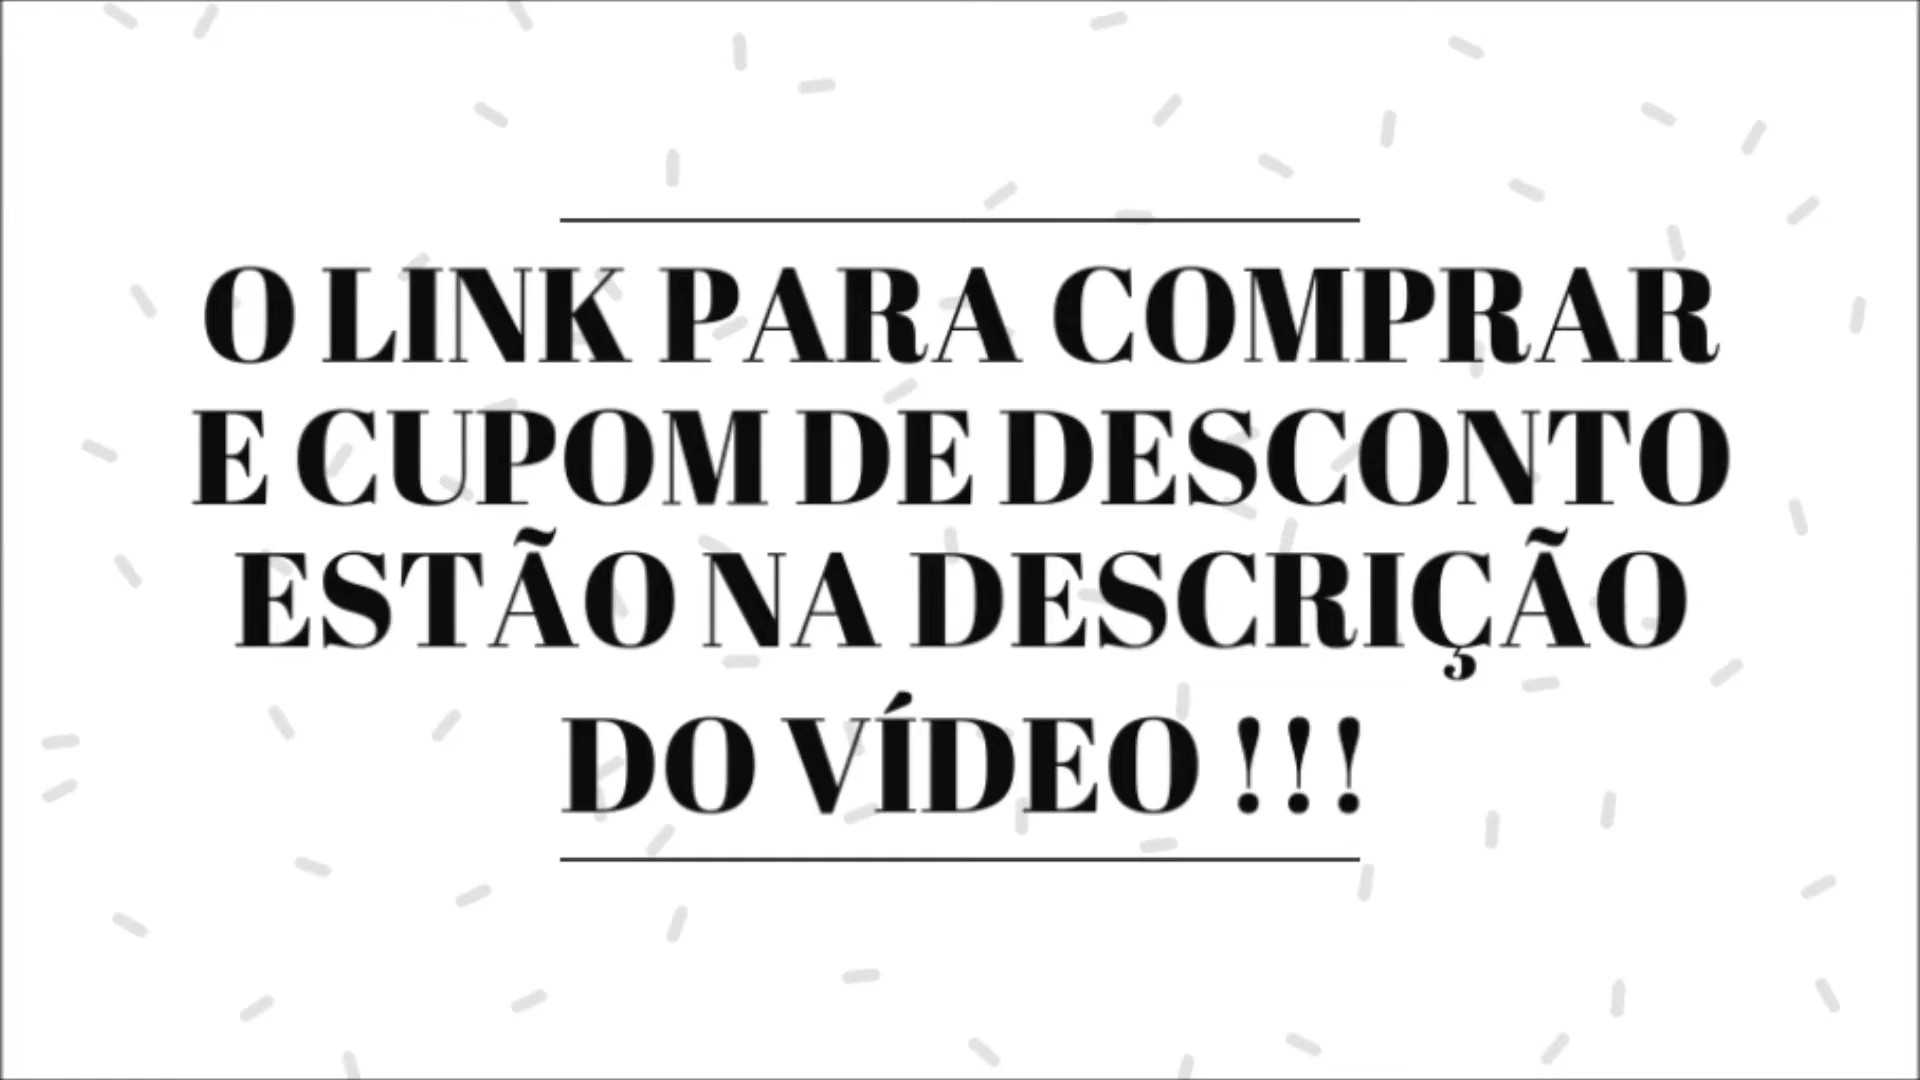 O LINK PARA COMPRAR
E CUPOM DE DESCONTO
ESTÃO NA DESCRIÇÃO
DO VÍDEO !!!